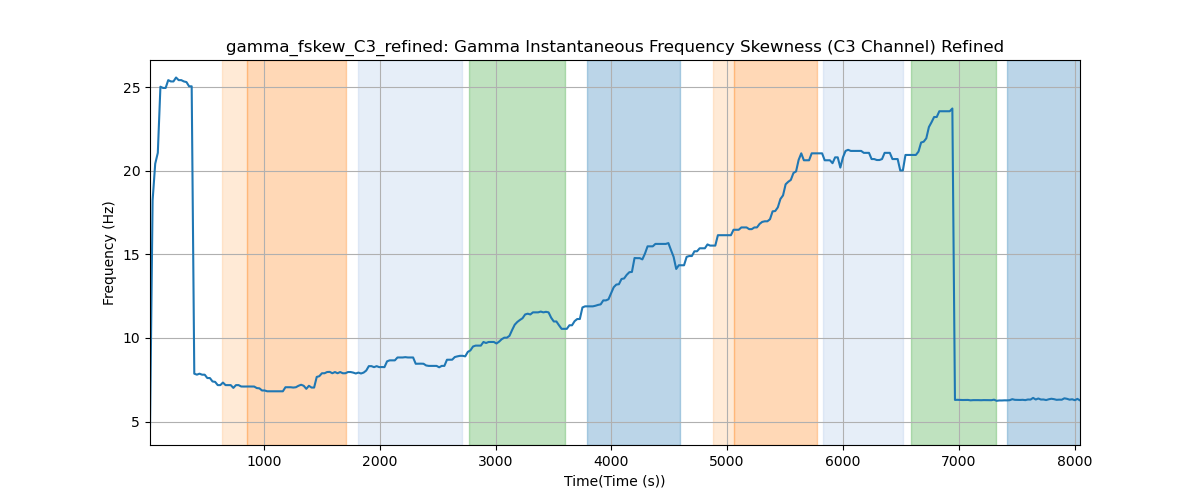 gamma_fskew_C3_refined: Gamma Instantaneous Frequency Skewness (C3 Channel) Refined
25
20
15
10
5
Frequency (Hz)
1000 2000 3000 4000 5000 6000 7000 8000
Time(Time (s))